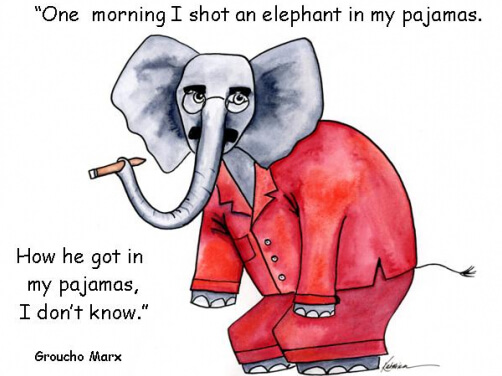 “One morning I shot an elephant in my pajamas.
How he got in
my pajamas,
I don’t know.”
Groucho Marx